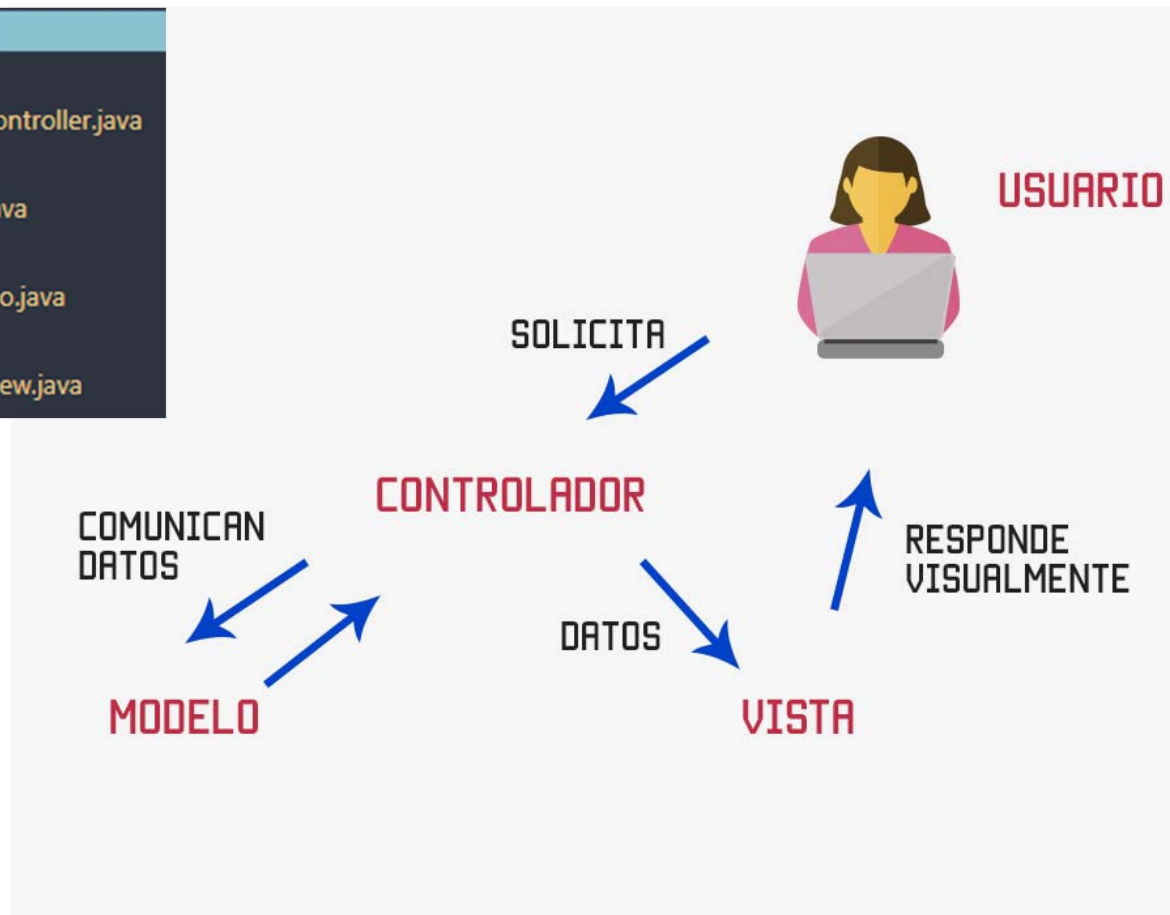 ontroller.java
va
o.java
ew.java
USUARIO
SOLICITA
CONTROLADOR
COMUNICAN
DATOS
RESPONDE
VISUALMENTE
DATOS
MODELO
VISTA